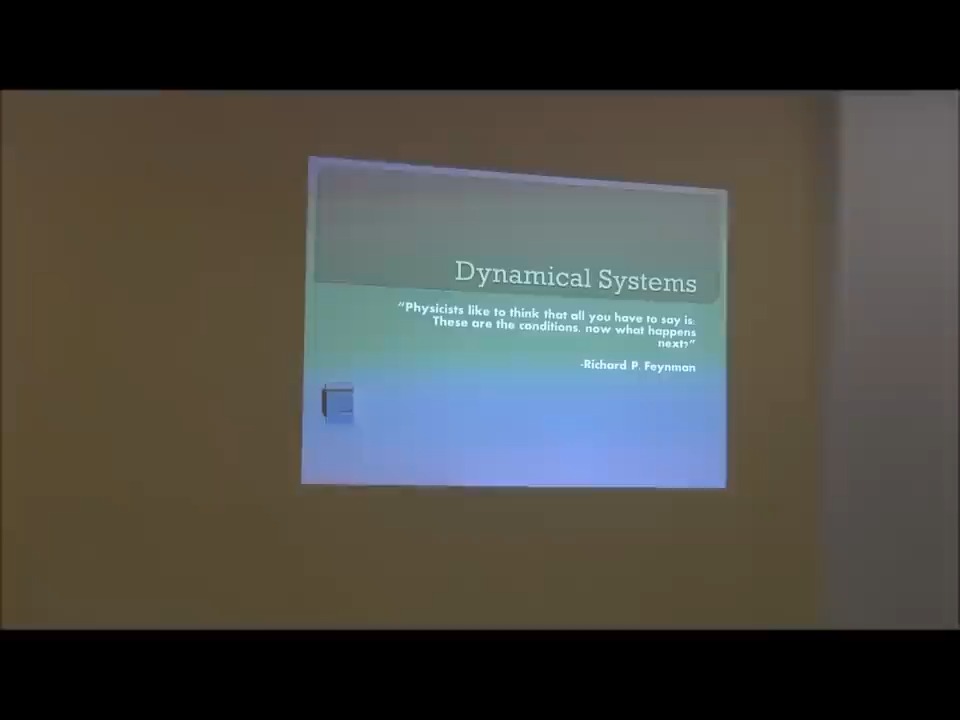 Dynamical Systems
“Physicists like to think that all you have to say is:
These are the conditions, now what happens
next?”
-Richard P. Feynman